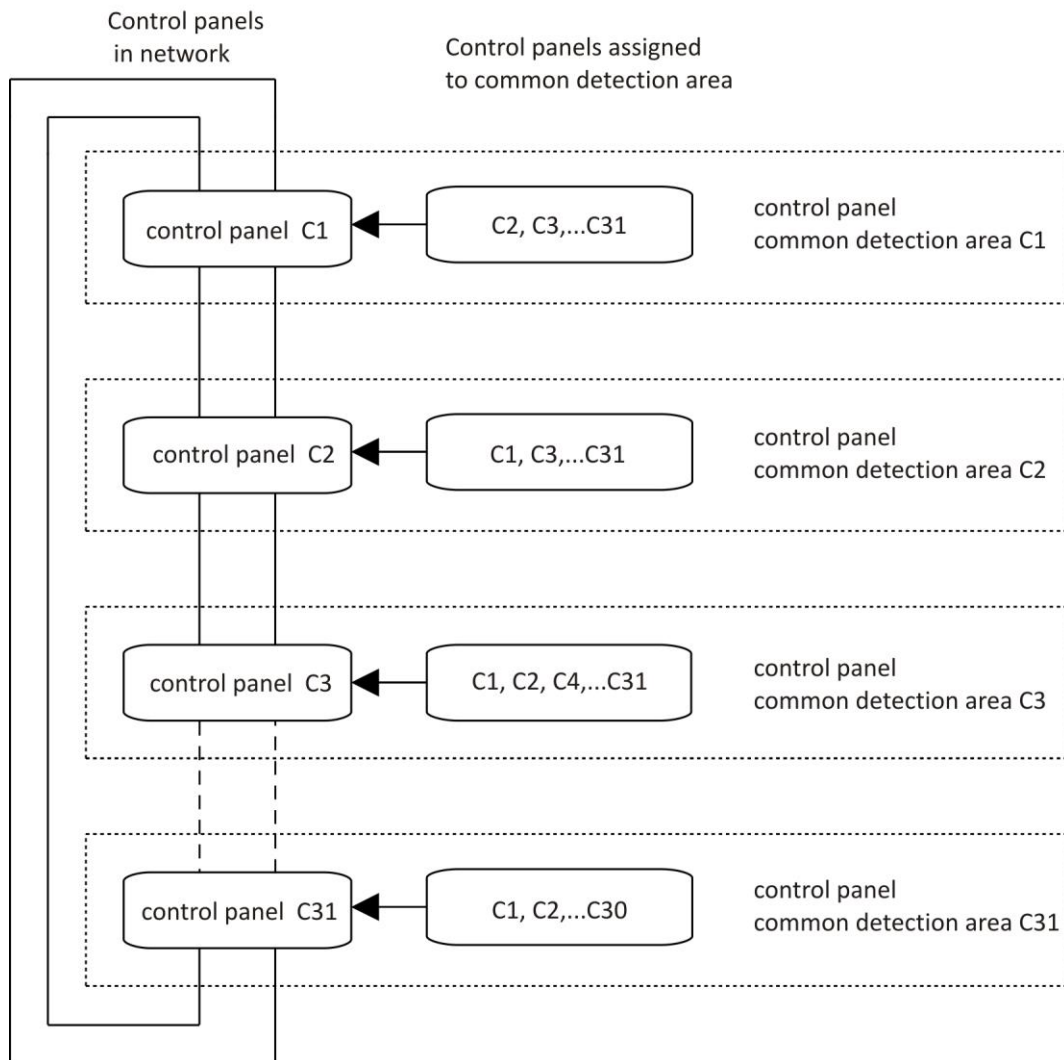 Control panels
in network
Control panels assigned
to common detection area
control panel C1
C2, C3,...C31
control panel
common detection area C1
control panel C2
C1, C3,...C31
control panel
common detection area C2
control panel C3
C1, C2, C4,...C31
control panel
common detection area C3
control panel C31
C1, C2,...C30
control panel
common detection area C31